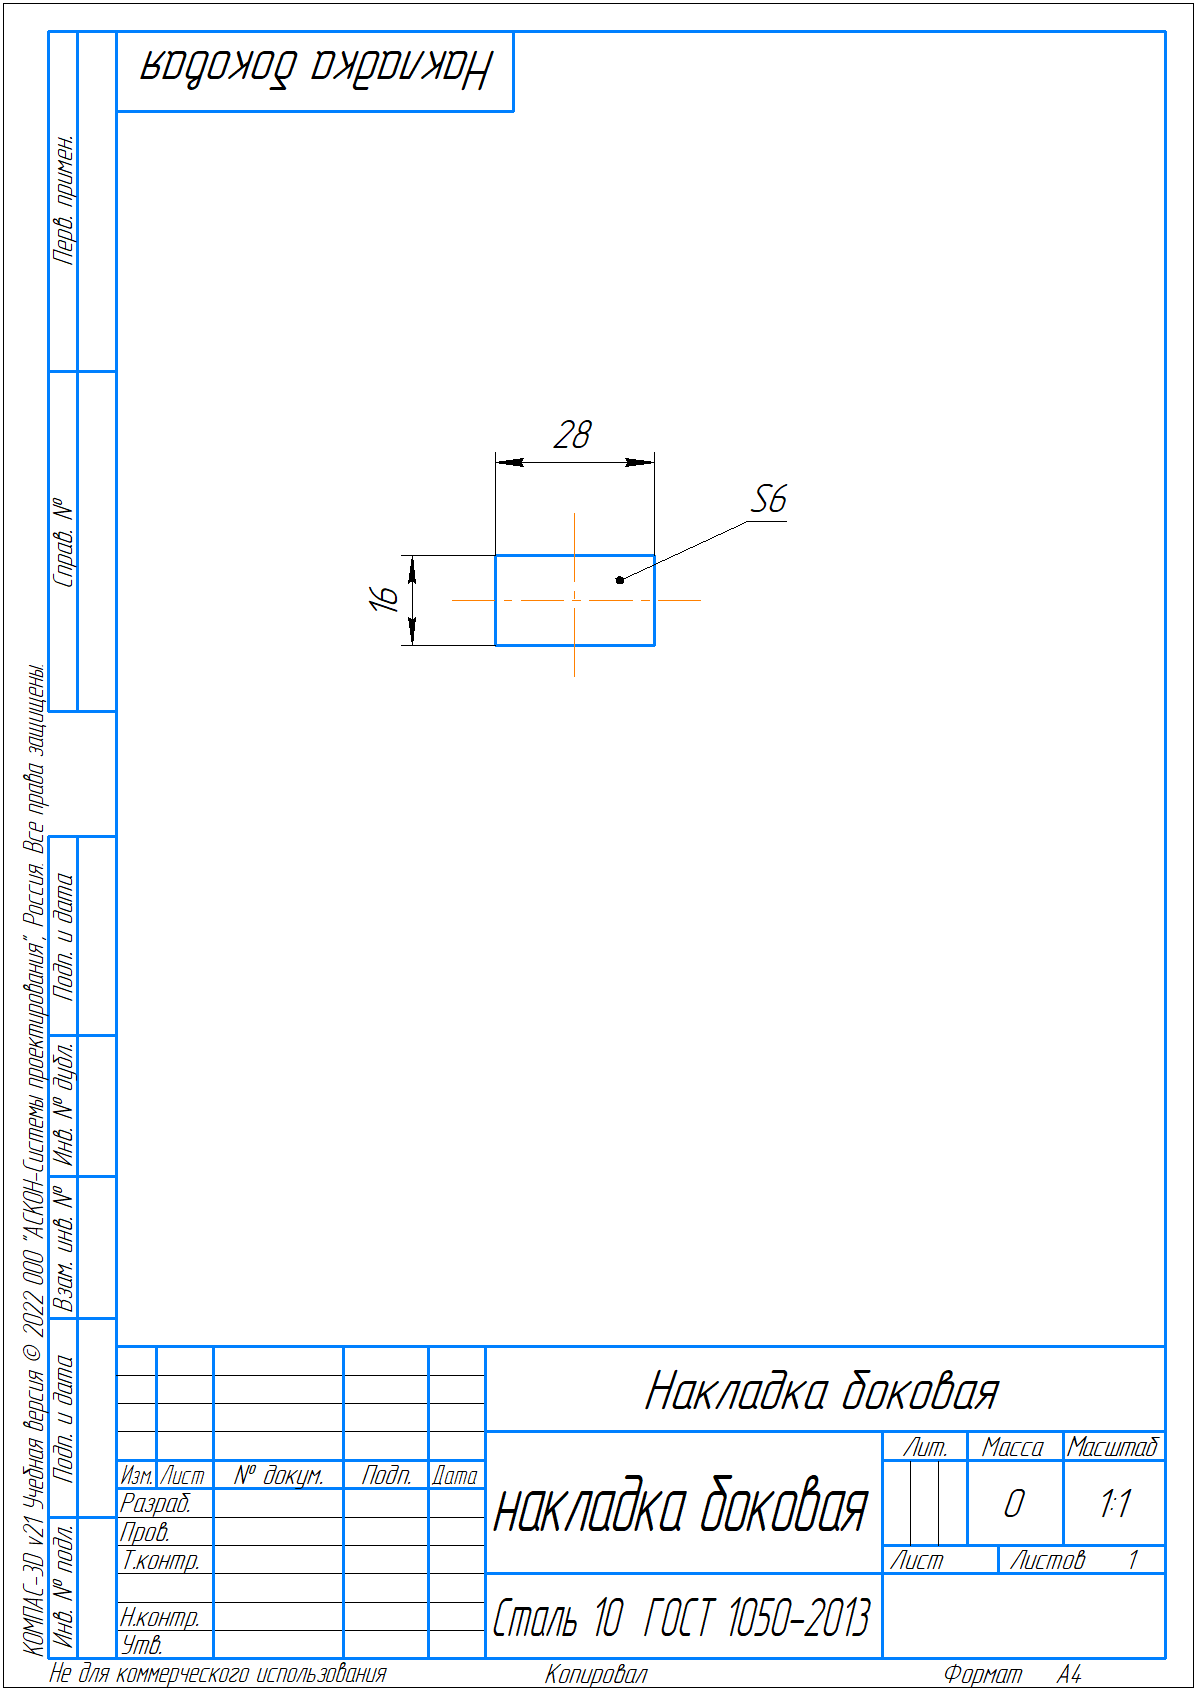 Накладка боковая
Перв. примен.
Справ. №
28
S6
16
Подп. и дата
Инв. № дубл.
Взам. инв. №
Подп. и дата
Инв. № подл.
КОМПАС-3D v21 Учебная версия © 2022 ООО "АСКОН-Системы проектирования", Россия. Все права защищены.
Накладка боковая
Лит. Масса Масштаб
Изм. Лист № докум. Подп. Дата
накладка боковая
0 1:1
Разраб.
Пров.
Т.контр.
Лист Листов 1
Н.контр.
Утв.
Сталь 10 ГОСТ 1050-2013
Не для коммерческого использования Копировал Формат А4